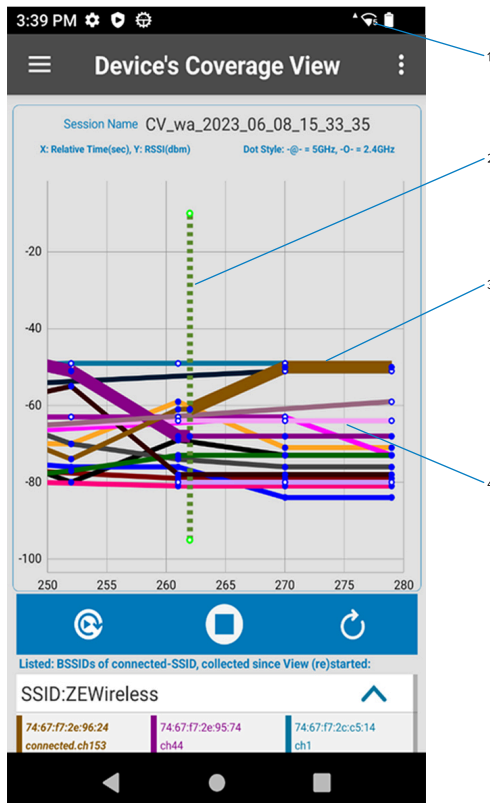 3:39 PM
1
Device's Coverage View
Session Name CV_wa_2023_06_08_15_33_35
X: Relative Time(sec), Y: RSSI(dbm) Dot Style: -@- = 5GHz, -O- = 2.4GHz
2
-20
3
-40
-60
4
-80
-100
250 255 260 265 270 275 280
Listed: BSSIDs of connected-SSID, collected since View (re)started:
SSID:ZEWireless
74:67:f7:2e:96:24 74:67:f7:2e:95:74 74:67:f7:2c:c5:14
connected.ch153 ch44 ch1